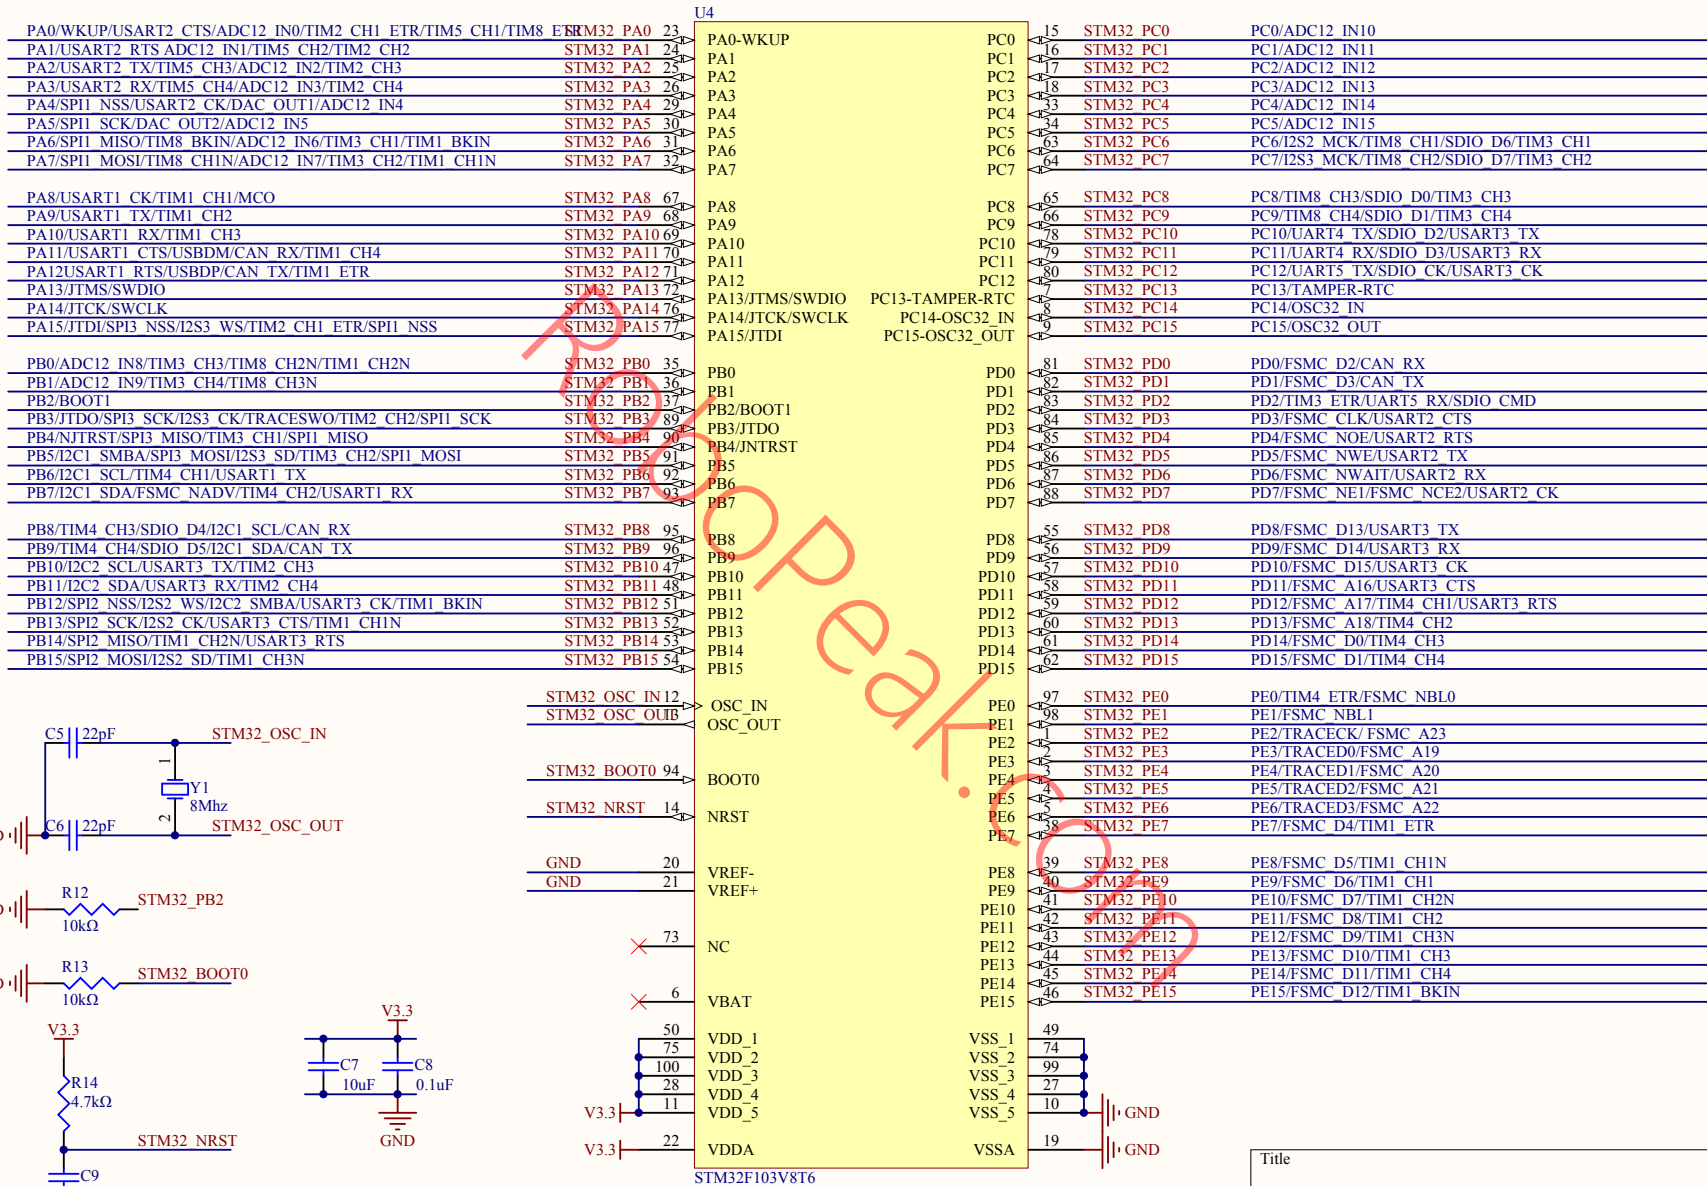 U4
PA0/WKUP/USART2_CTS/ADC12_IN0/TIM2_CH1_ETR/TIM5_CH1/TIM8_ETR STM32_PA0 23 PA0-WKUP PC0 15 STM32_PC0 PC0/ADC12_IN10
PA1/USART2_RTS ADC12_IN1/TIM5_CH2/TIM2_CH2 STM32_PA1 24 PA1 PC1 16 STM32_PC1 PC1/ADC12_IN11
PA2/USART2_TX/TIM5_CH3/ADC12_IN2/TIM2_CH3 STM32_PA2 25 PA2 PC2 17 STM32_PC2 PC2/ADC12_IN12
PA3/USART2_RX/TIM5_CH4/ADC12_IN3/TIM2_CH4 STM32_PA3 26 PA3 PC3 18 STM32_PC3 PC3/ADC12_IN13
PA4/SPI1_NSS/USART2_CK/DAC_OUT1/ADC12_IN4 STM32_PA4 29 PA4 PC4 33 STM32_PC4 PC4/ADC12_IN14
PA5/SPI1_SCK/DAC_OUT2/ADC12_IN5 STM32_PA5 30 PA5 PC5 34 STM32_PC5 PC5/ADC12_IN15
PA6/SPI1_MISO/TIM8_BKIN/ADC12_IN6/TIM3_CH1/TIM1_BKIN STM32_PA6 31 PA6 PC6 63 STM32_PC6 PC6/I2S2_MCK/TIM8_CH1/SDIO_D6/TIM3_CH1
PA7/SPI1_MOSI/TIM8_CH1N/ADC12_IN7/TIM3_CH2/TIM1_CH1N STM32_PA7 32 PA7 PC7 64 STM32_PC7 PC7/I2S3_MCK/TIM8_CH2/SDIO_D7/TIM3_CH2
PA8/USART1_CK/TIM1_CH1/MCO STM32_PA8 67 PA8 PC8 65 STM32_PC8 PC8/TIM8_CH3/SDIO_D0/TIM3_CH3
PA9/USART1_TX/TIM1_CH2 STM32_PA9 68 PA9 PC9 66 STM32_PC9 PC9/TIM8_CH4/SDIO_D1/TIM3_CH4
PA10/USART1_RX/TIM1_CH3 STM32_PA10 69 PA10 PC10 78 STM32_PC10 PC10/UART4_TX/SDIO_D2/USART3_TX
PA11/USART1_CTS/USBDM/CAN_RX/TIM1_CH4 STM32_PA11 70 PA11 PC11 79 STM32_PC11 PC11/UART4_RX/SDIO_D3/USART3_RX
PA12USART1_RTS/USBDP/CAN_TX/TIM1_ETR STM32_PA12 71 PA12 PC12 80 STM32_PC12 PC12/UART5_TX/SDIO_CK/USART3_CK
PA13/JTMS/SWDIO STM32_PA13 72 PA13/JTMS/SWDIO PC13-TAMPER-RTC 7 STM32_PC13 PC13/TAMPER-RTC
PA14/JTCK/SWCLK STM32_PA14 76 PA14/JTCK/SWCLK PC14-OSC32_IN 8 STM32_PC14 PC14/OSC32_IN
PA15/JTDI/SPI3_NSS/I2S3_WS/TIM2_CH1_ETR/SPI1_NSS STM32_PA15 77 PA15/JTDI PC15-OSC32_OUT 9 STM32_PC15 PC15/OSC32_OUT
PB0/ADC12_IN8/TIM3_CH3/TIM8_CH2N/TIM1_CH2N STM32_PB0 35 PB0 PD0 81 STM32_PD0 PD0/FSMC_D2/CAN_RX
PB1/ADC12_IN9/TIM3_CH4/TIM8_CH3N STM32_PB1 36 PB1 PD1 82 STM32_PD1 PD1/FSMC_D3/CAN_TX
PB2/BOOT1 STM32_PB2 37 PB2/BOOT1 PD2 83 STM32_PD2 PD2/TIM3_ETR/UART5_RX/SDIO_CMD
PB3/JTDO/SPI3_SCK/I2S3_CK/TRACESWO/TIM2_CH2/SPI1_SCK STM32_PB3 89 PB3/JTDO PD3 84 STM32_PD3 PD3/FSMC_CLK/USART2_CTS
PB4/NJTRST/SPI3_MISO/TIM3_CH1/SPI1_MISO STM32_PB4 90 PB4/JNTRST PD4 85 STM32_PD4 PD4/FSMC_NOE/USART2_RTS
PB5/I2C1_SMBA/SPI3_MOSI/I2S3_SD/TIM3_CH2/SPI1_MOSI STM32_PB5 91 PB5 PD5 86 STM32_PD5 PD5/FSMC_NWE/USART2_TX
PB6/I2C1_SCL/TIM4_CH1/USART1_TX STM32_PB6 92 PB6 PD6 87 STM32_PD6 PD6/FSMC_NWAIT/USART2_RX
PB7/I2C1_SDA/FSMC_NADV/TIM4_CH2/USART1_RX STM32_PB7 93 PB7 PD7 88 STM32_PD7 PD7/FSMC_NE1/FSMC_NCE2/USART2_CK
PB8/TIM4_CH3/SDIO_D4/I2C1_SCL/CAN_RX STM32_PB8 95 PB8 PD8 55 STM32_PD8 PD8/FSMC_D13/USART3_TX
PB9/TIM4_CH4/SDIO_D5/I2C1_SDA/CAN_TX STM32_PB9 96 PB9 PD9 56 STM32_PD9 PD9/FSMC_D14/USART3_RX
PB10/I2C2_SCL/USART3_TX/TIM2_CH3 STM32_PB10 47 PB10 PD10 57 STM32_PD10 PD10/FSMC_D15/USART3_CK
PB11/I2C2_SDA/USART3_RX/TIM2_CH4 STM32_PB11 48 PB11 PD11 58 STM32_PD11 PD11/FSMC_A16/USART3_CTS
PB12/SPI2_NSS/I2S2_WS/I2C2_SMBA/USART3_CK/TIM1_BKIN STM32_PB12 51 PB12 PD12 59 STM32_PD12 PD12/FSMC_A17/TIM4_CH1/USART3_RTS
PB13/SPI2_SCK/I2S2_CK/USART3_CTS/TIM1_CH1N STM32_PB13 52 PB13 PD13 60 STM32_PD13 PD13/FSMC_A18/TIM4_CH2
PB14/SPI2_MISO/TIM1_CH2N/USART3_RTS STM32_PB14 53 PB14 PD14 61 STM32_PD14 PD14/FSMC_D0/TIM4_CH3
PB15/SPI2_MOSI/I2S2_SD/TIM1_CH3N STM32_PB15 54 PB15 PD15 62 STM32_PD15 PD15/FSMC_D1/TIM4_CH4
STM32_OSC_IN 12 OSC_IN PE0 97 STM32_PE0 PE0/TIM4_ETR/FSMC_NBL0
STM32_OSC_OUT 13 OSC_OUT PE1 98 STM32_PE1 PE1/FSMC_NBL1
C5 22pF STM32_OSC_IN PE2 1 STM32_PE2 PE2/TRACECK/ FSMC_A23
1 PE3 2 STM32_PE3 PE3/TRACED0/FSMC_A19
STM32_BOOT0 94 BOOT0 PE4 3 STM32_PE4 PE4/TRACED1/FSMC_A20
Y1 PE5 4 STM32_PE5 PE5/TRACED2/FSMC_A21
8Mhz STM32_NRST 14 NRST PE6 5 STM32_PE6 PE6/TRACED3/FSMC_A22
2
C6 22pF STM32_OSC_OUT PE7 38 STM32_PE7 PE7/FSMC_D4/TIM1_ETR
GND 20 VREF- PE8 39 STM32_PE8 PE8/FSMC_D5/TIM1_CH1N
GND 21 VREF+ PE9 40 STM32_PE9 PE9/FSMC_D6/TIM1_CH1
R12 STM32_PB2 PE10 41 STM32_PE10 PE10/FSMC_D7/TIM1_CH2N
10kΩ PE11 42 STM32_PE11 PE11/FSMC_D8/TIM1_CH2
73 NC PE12 43 STM32_PE12 PE12/FSMC_D9/TIM1_CH3N
R13 STM32_BOOT0 PE13 44 STM32_PE13 PE13/FSMC_D10/TIM1_CH3
PE14 45 STM32_PE14 PE14/FSMC_D11/TIM1_CH4
10kΩ 6 VBAT PE15 46 STM32_PE15 PE15/FSMC_D12/TIM1_BKIN
V3.3 V3.3 50 VDD_1 VSS_1 49
C7 C8 75 VDD_2 VSS_2 74
R14 10uF 0.1uF 100 VDD_3 VSS_3 99
4.7kΩ 28 VDD_4 VSS_4 27
V3.3 11 VDD_5 VSS_5 10 GND
STM32_NRST GND V3.3 22 VDDA VSSA 19 GND
C9 STM32F103V8T6 Title
RoboPeak.com